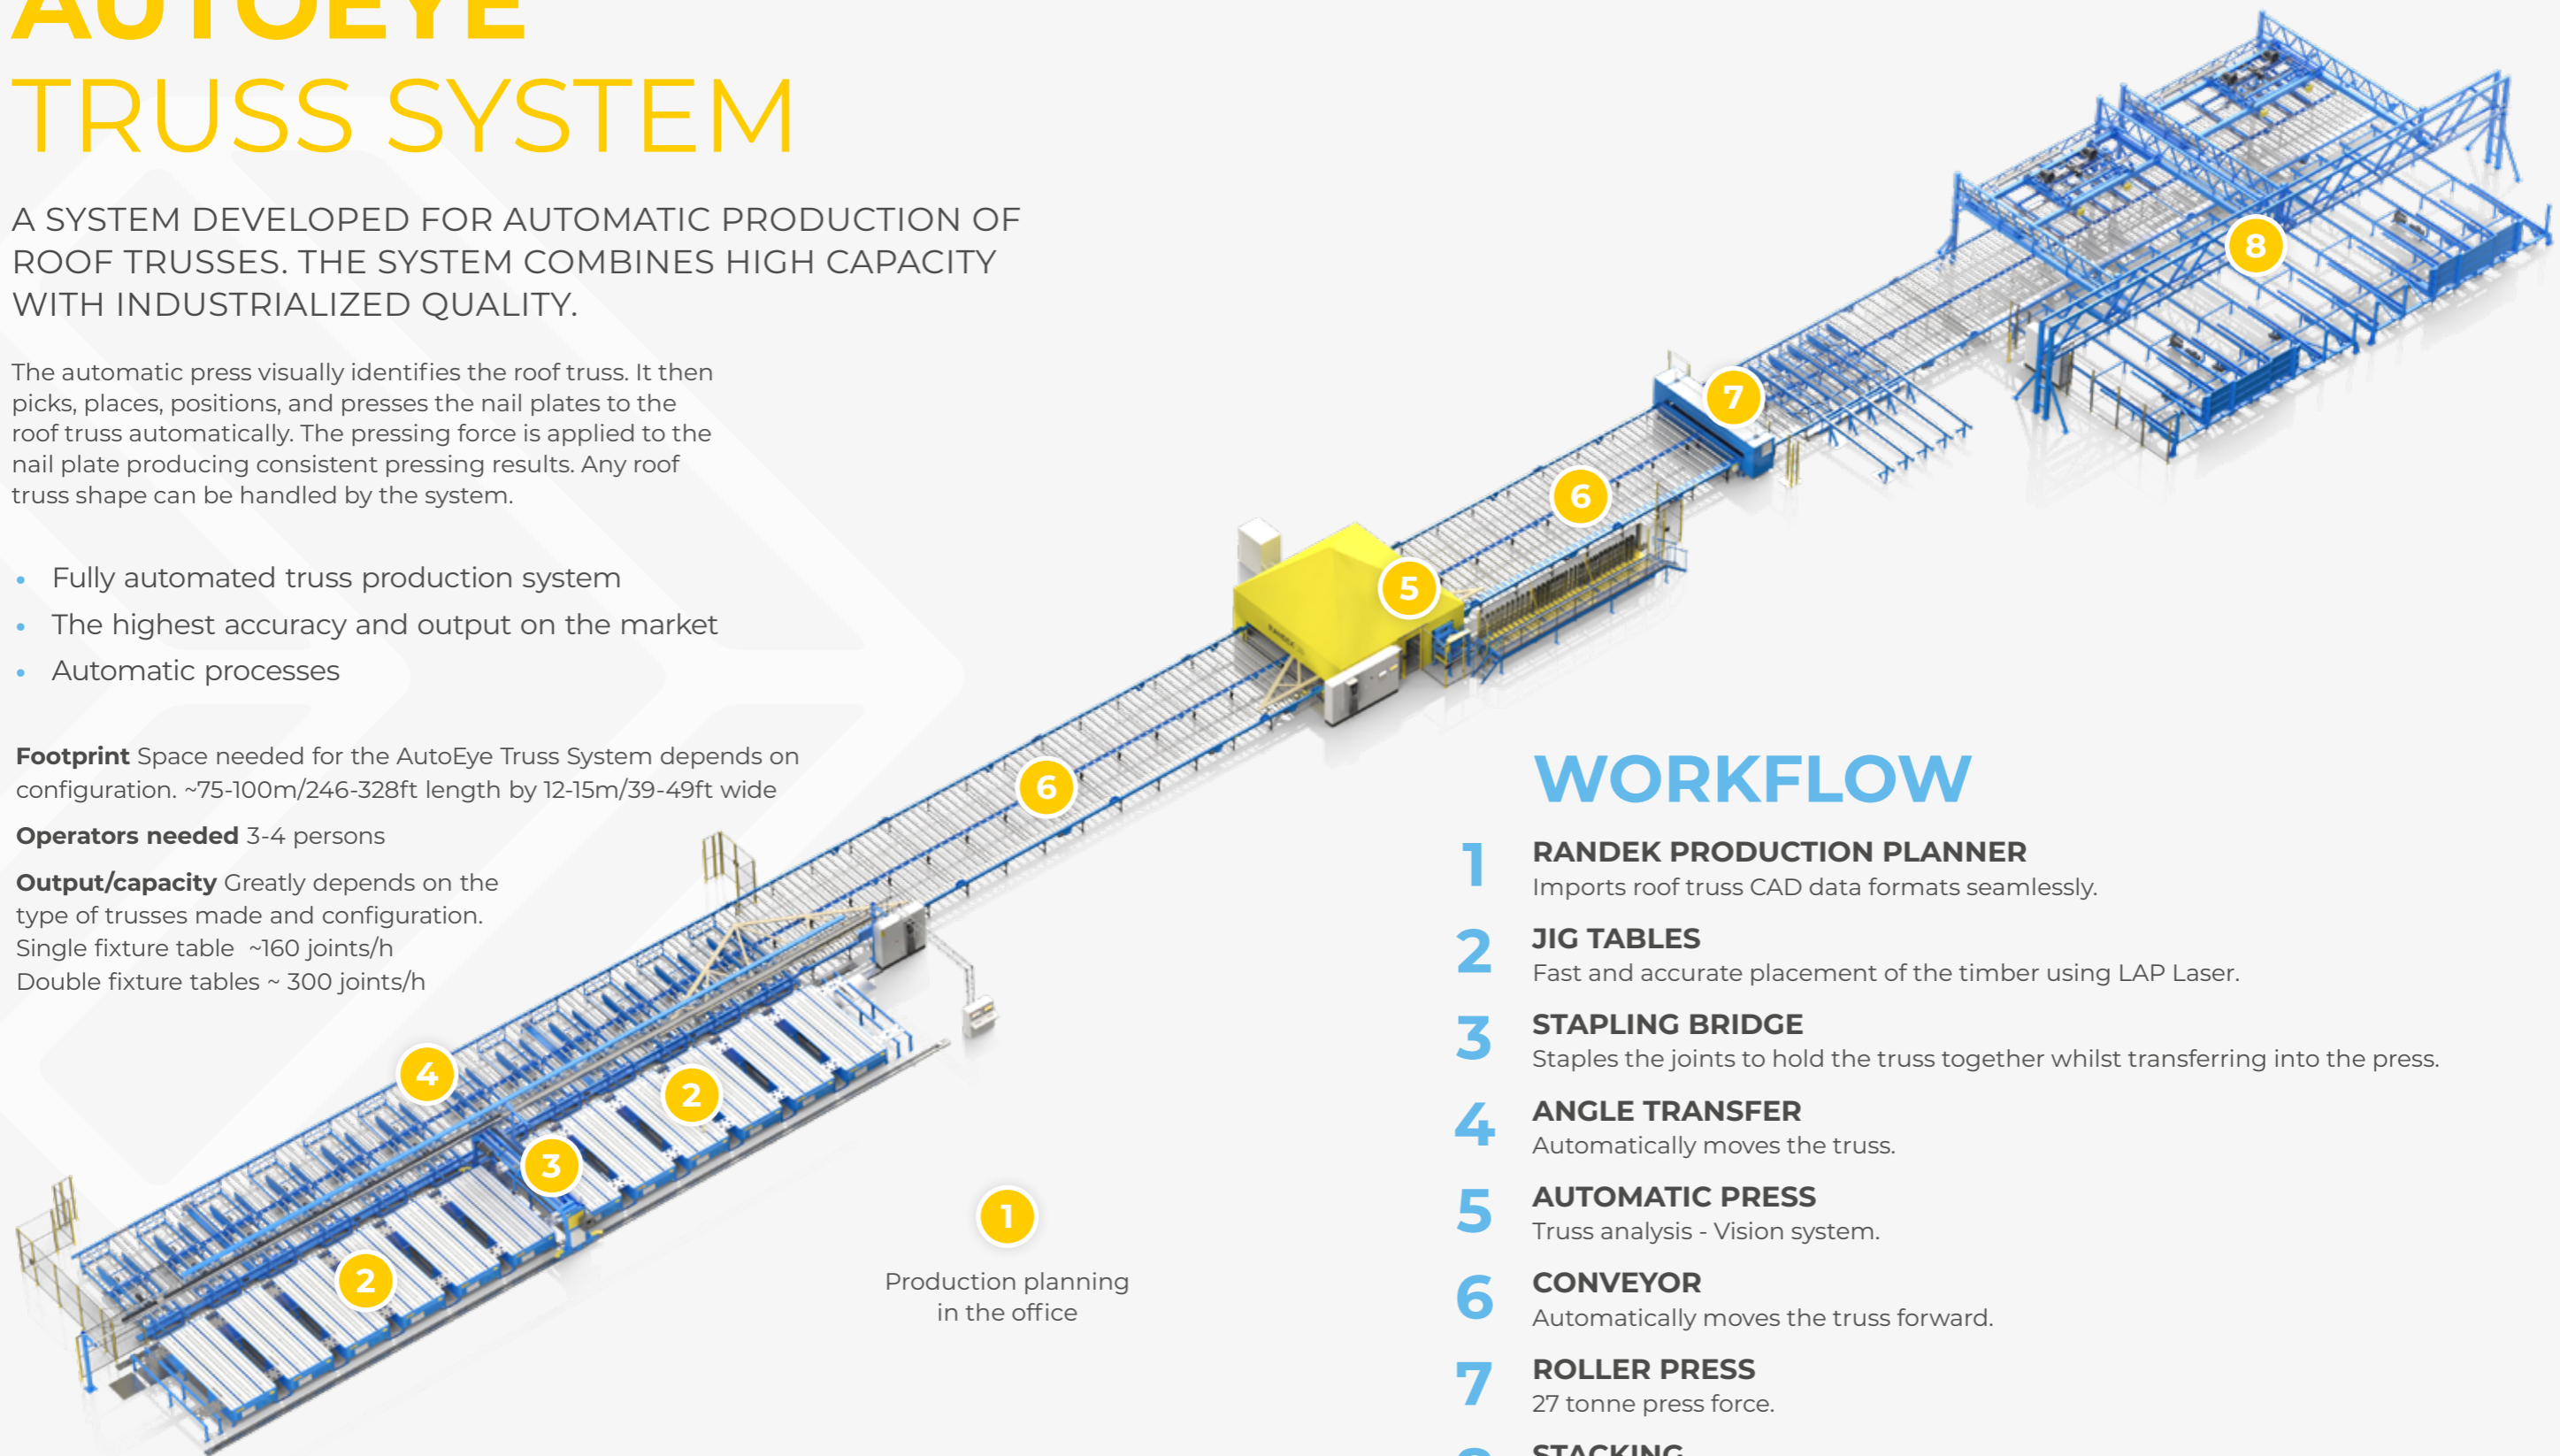 AUTOEYE
TRUSS SYSTEM
A SYSTEM DEVELOPED FOR AUTOMATIC PRODUCTION OF
ROOF TRUSSES. THE SYSTEM COMBINES HIGH CAPACITY
WITH INDUSTRIALIZED QUALITY.
The automatic press visually identifies the roof truss. It then
picks, places, positions, and presses the nail plates to the
roof truss automatically. The pressing force is applied to the
nail plate producing consistent pressing results. Any roof
truss shape can be handled by the system.
• Fully automated truss production system
• The highest accuracy and output on the market
• Automatic processes
Footprint Space needed for the AutoEye Truss System depends on
configuration. ~75-100m/246-328ft length by 12-15m/39-49ft wide
Operators needed 3-4 persons
Output/capacity Greatly depends on the
type of trusses made and configuration.
Single fixture table ~160 joints/h
Double fixture tables ~ 300 joints/h
8
7
6
5
RANDEK
6
4
2
3
2
1
Production planning
in the office
WORKFLOW
1 RANDEK PRODUCTION PLANNER
Imports roof truss CAD data formats seamlessly.
2 JIG TABLES
Fast and accurate placement of the timber using LAP Laser.
3 STAPLING BRIDGE
Staples the joints to hold the truss together whilst transferring into the press.
4 ANGLE TRANSFER
Automatically moves the truss.
5 AUTOMATIC PRESS
Truss analysis - Vision system.
6 CONVEYOR
Automatically moves the truss forward.
7 ROLLER PRESS
27 tonne press force.
8 STACKING